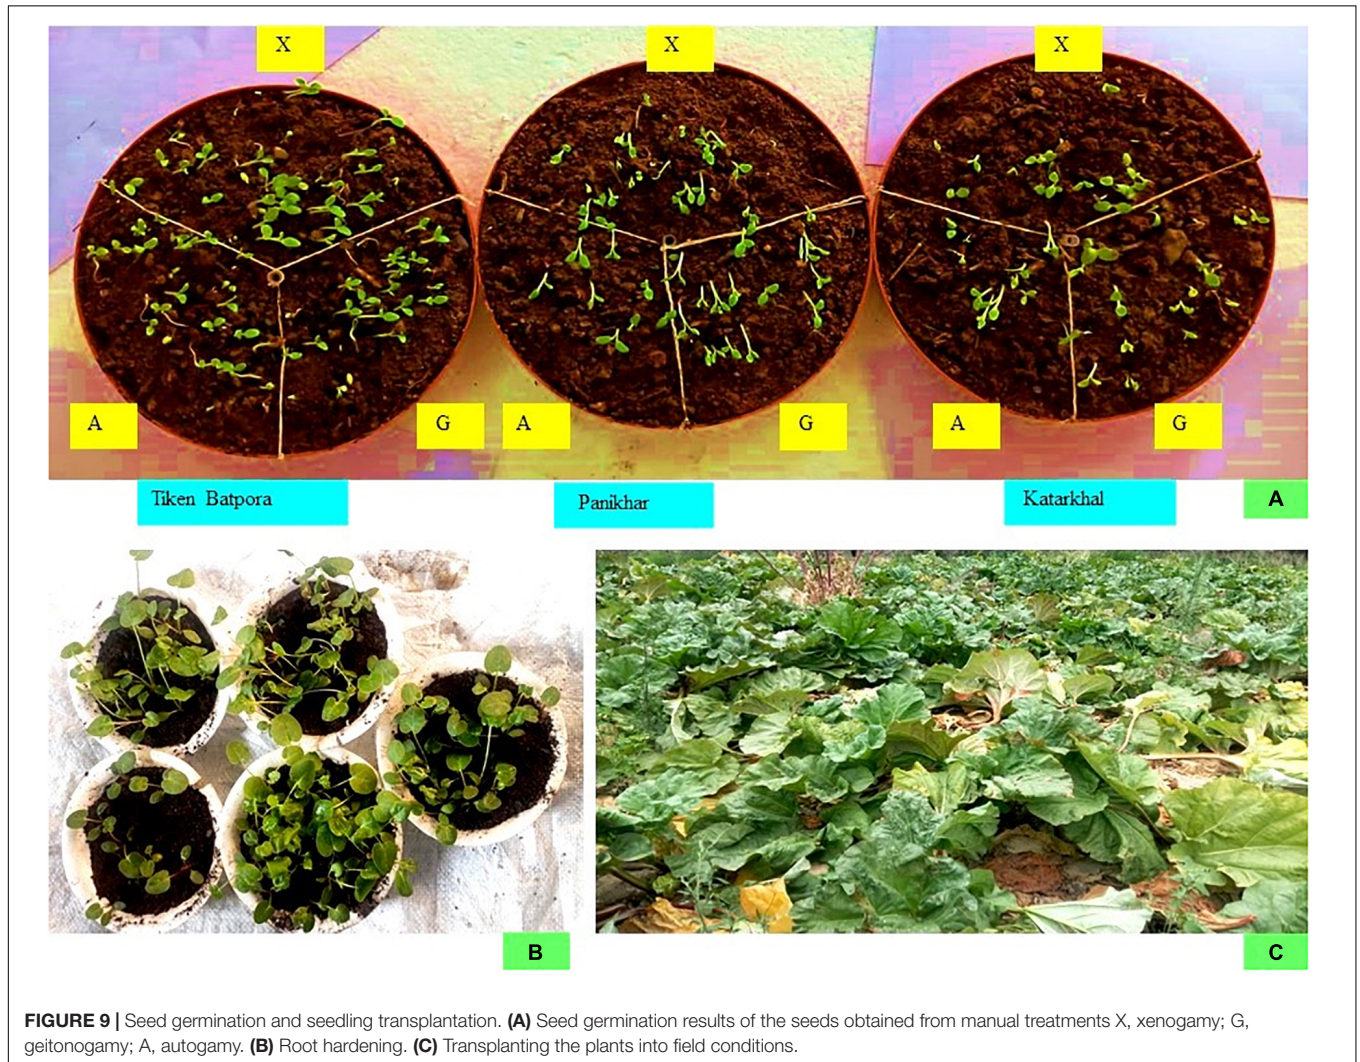 X
X
X
A
G
A
G
A
G
Tiken Batpora
Panikhar
Katarkhal
A
B
C
FIGURE 9 | Seed germination and seedling transplantation. (A) Seed germination results of the seeds obtained from manual treatments X, xenogamy; G,
geitonogamy; A, autogamy. (B) Root hardening. (C) Transplanting the plants into field conditions.